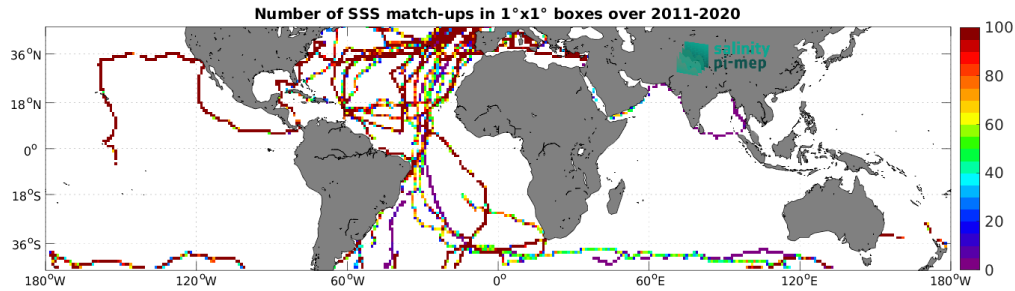 Number of SSS match-ups in 1°x1° boxes over 2011-2020
salinity
pi-mep
36°N
18°N
0°
18°S
36°S
180°W 120°W 60°W 0° 60°E 120°E 180°W
100
80
60
40
20
0